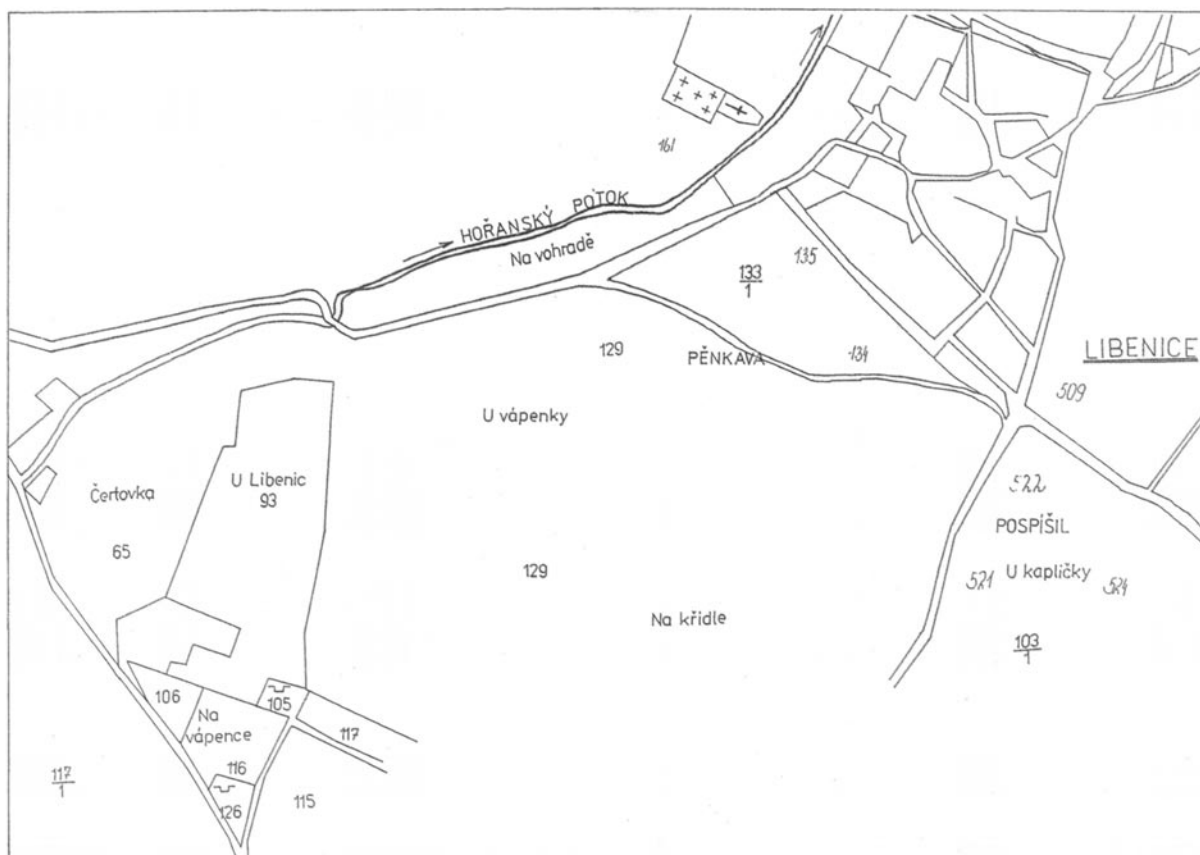 161
HOŘANSKÝ POTOK
Na vohradě
135
133
1
129
PĚNKAVA
134
LIBENICE
509
U vápenky
U Libenic
93
Čertovka
65
522
POSPÍŠIL
129
521
U kapličky
524
Na křídle
103
1
106
105
Na
vápence
117
116
117
1
126
115